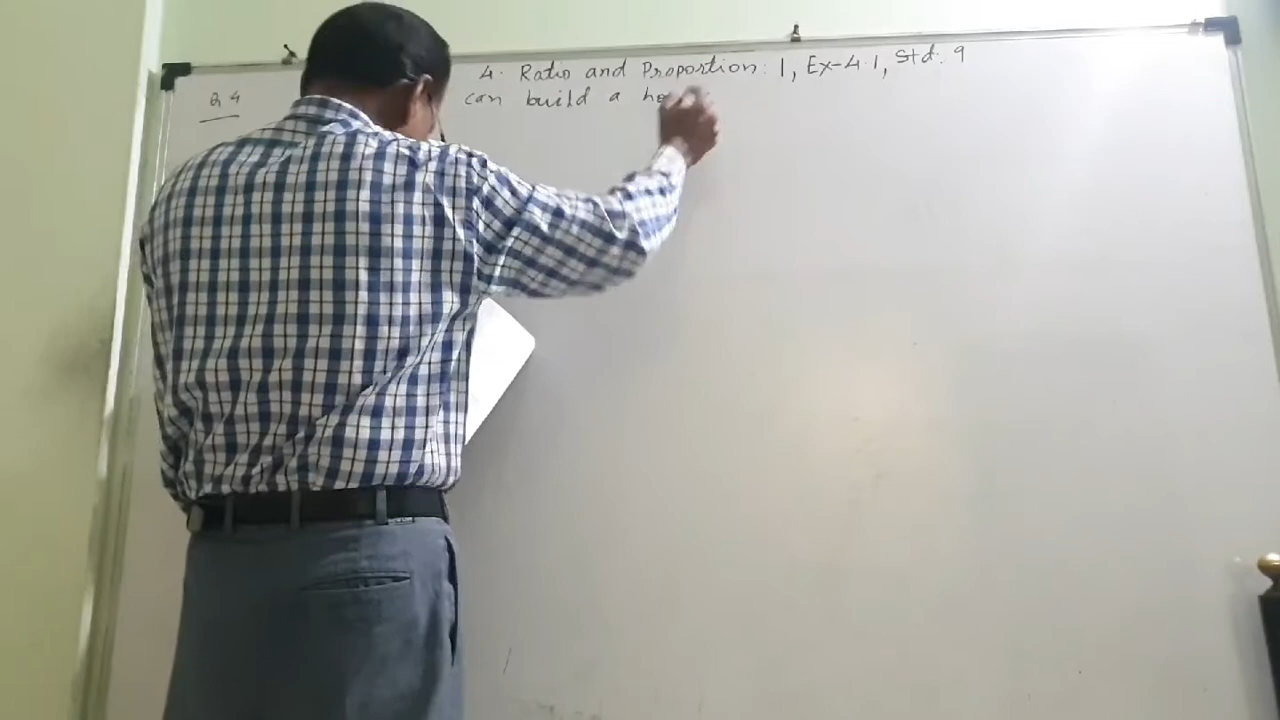 4. Ratio and Proportion: 1, Ex-4.1, Std. 9
Q 4
can build a